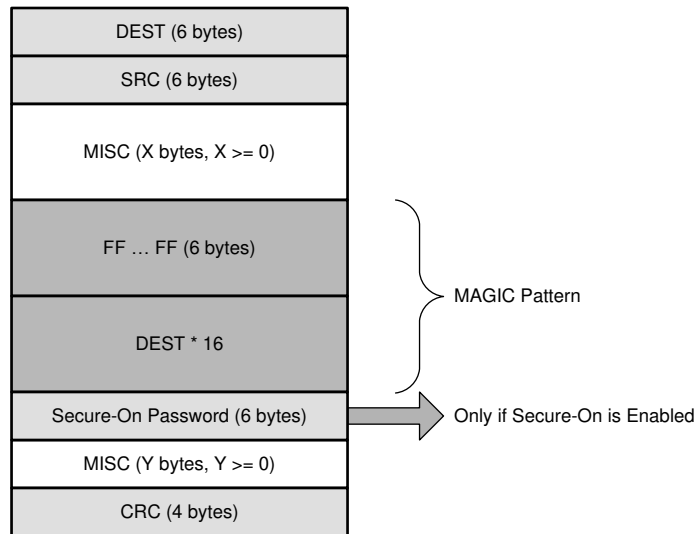 DEST (6 bytes)
SRC (6 bytes)
MISC (X bytes, X >= 0)
FF … FF (6 bytes)
MAGIC Pattern
DEST * 16
Secure-On Password (6 bytes)
Only if Secure-On is Enabled
MISC (Y bytes, Y >= 0)
CRC (4 bytes)